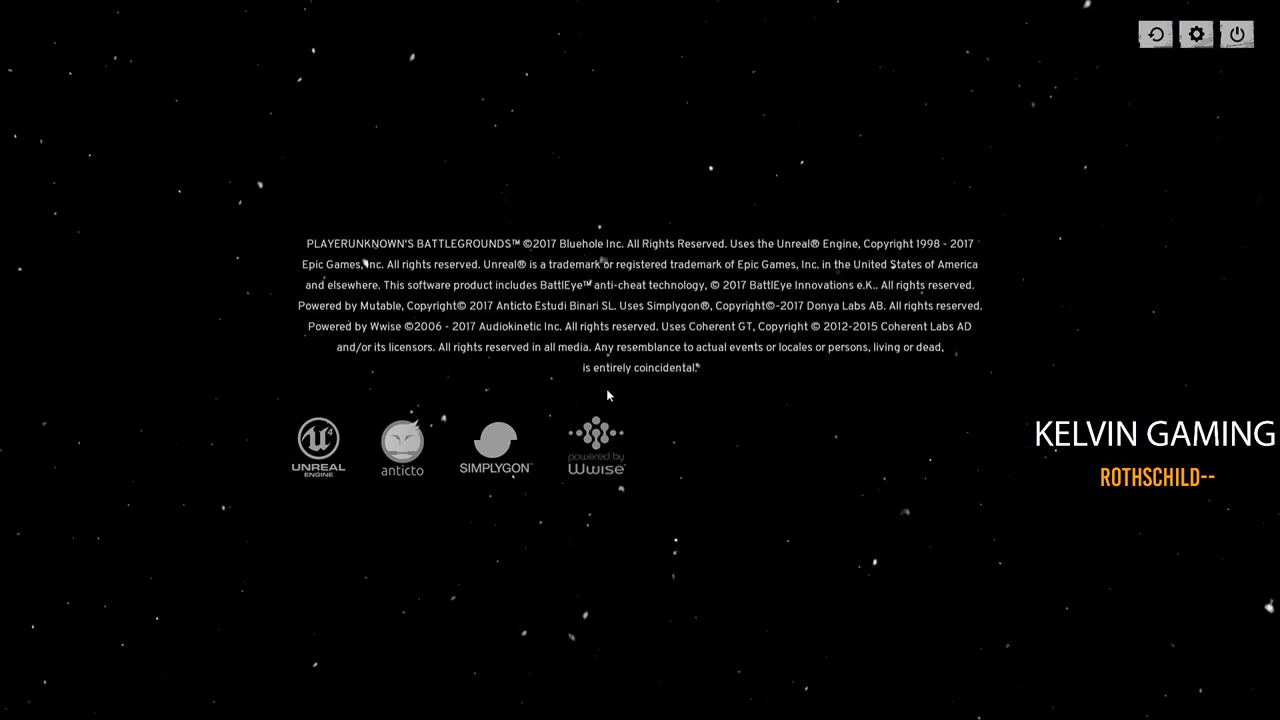 PLAYERUNKNOWN'S BATTLEGROUNDS™ ©2017 Bluehole Inc. All Rights Reserved. Uses the Unreal® Engine, Copyright 1998 - 2017
Epic Games, Inc. All rights reserved. Unreal® is a trademark or registered trademark of Epic Games, Inc. in the United States of America
and elsewhere. This software product includes BattlEye™ anti-cheat technology, © 2017 BattlEye Innovations e.K.. All rights reserved.
Powered by Mutable, Copyright© 2017 Anticto Estudi Binari SL. Uses Simplygon®, Copyright©-2017 Donya Labs AB. All rights reserved.
Powered by Wwise ©2006 - 2017 Audiokinetic Inc. All rights reserved. Uses Coherent GT, Copyright © 2012-2015 Coherent Labs AD
and/or its licensors. All rights reserved in all media. Any resemblance to actual events or locales or persons, living or dead,
is entirely coincidental.
UNREAL
ENGINE
4
anticto
SIMPLYGON
powered by
Wwise
KELVIN GAMING
ROTHSCHILD--